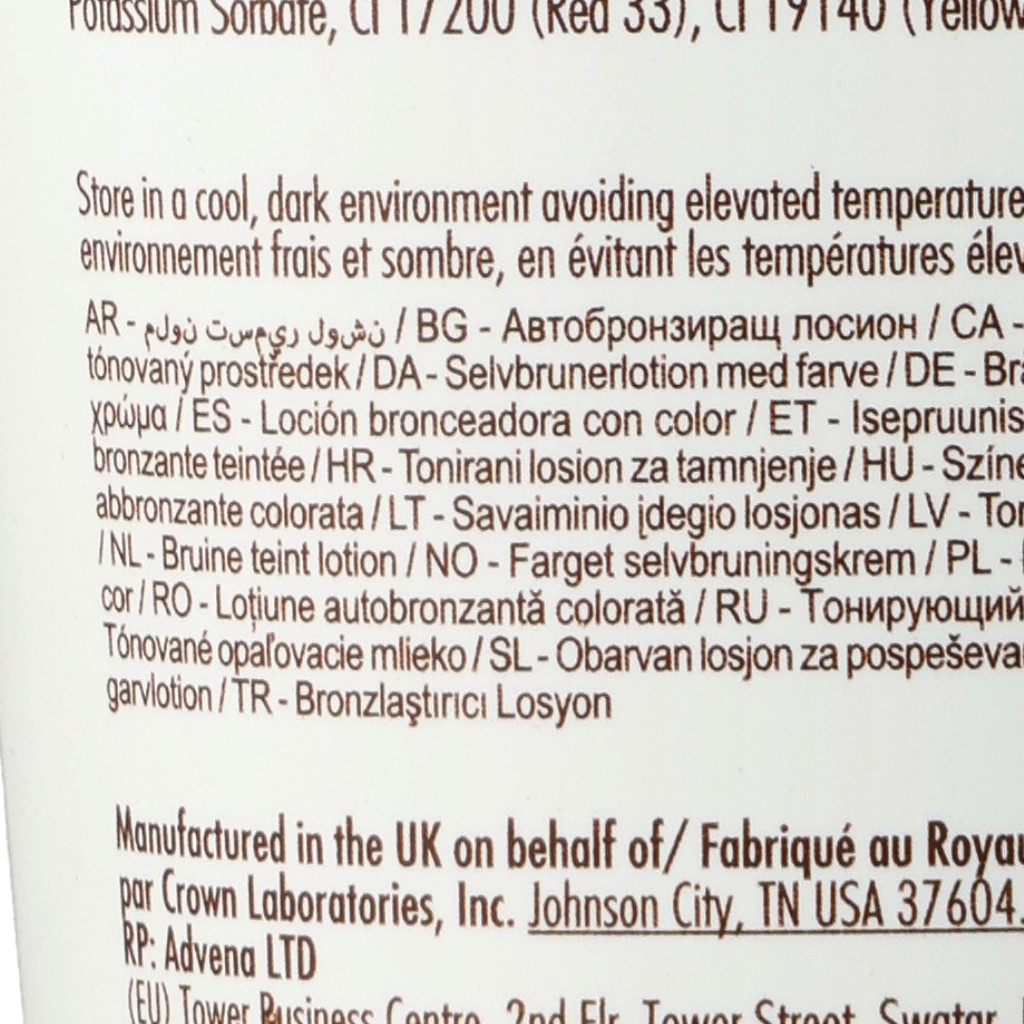 Potassium Sorbate, CI 17200 (Red 33), CI 19140 (Yellow
Store in a cool, dark environment avoiding elevated temperature
environnement frais et sombre, en évitant les températures élev
AR - ملون تسمير لوشن / BG - Автобронзиращ лосион / CA -
tónovaný prostředek / DA - Selvbrunerlotion med farve / DE - Bra
χρώμα / ES - Loción bronceadora con color / ET - Isepruunis
bronzante teintée / HR - Tonirani losion za tamnjenje / HU - Színe
abbronzante colorata / LT - Savaiminio įdegio losjonas / LV - Ton
/ NL - Bruine teint lotion / NO - Farget selvbruningskrem / PL -
cor / RO - Loțiune autobronzantă colorată / RU - Тонирующий
Tónované opaľovacie mlieko / SL - Obarvan losjon za pospeševa
garvlotion / TR - Bronzlaştırıcı Losyon
Manufactured in the UK on behalf of/ Fabriqué au Royau
par Crown Laboratories, Inc. Johnson City, TN USA 37604.
RP: Advena LTD
(EU) Tower Business Centre, 2nd Flr, Tower Street, Swatar,